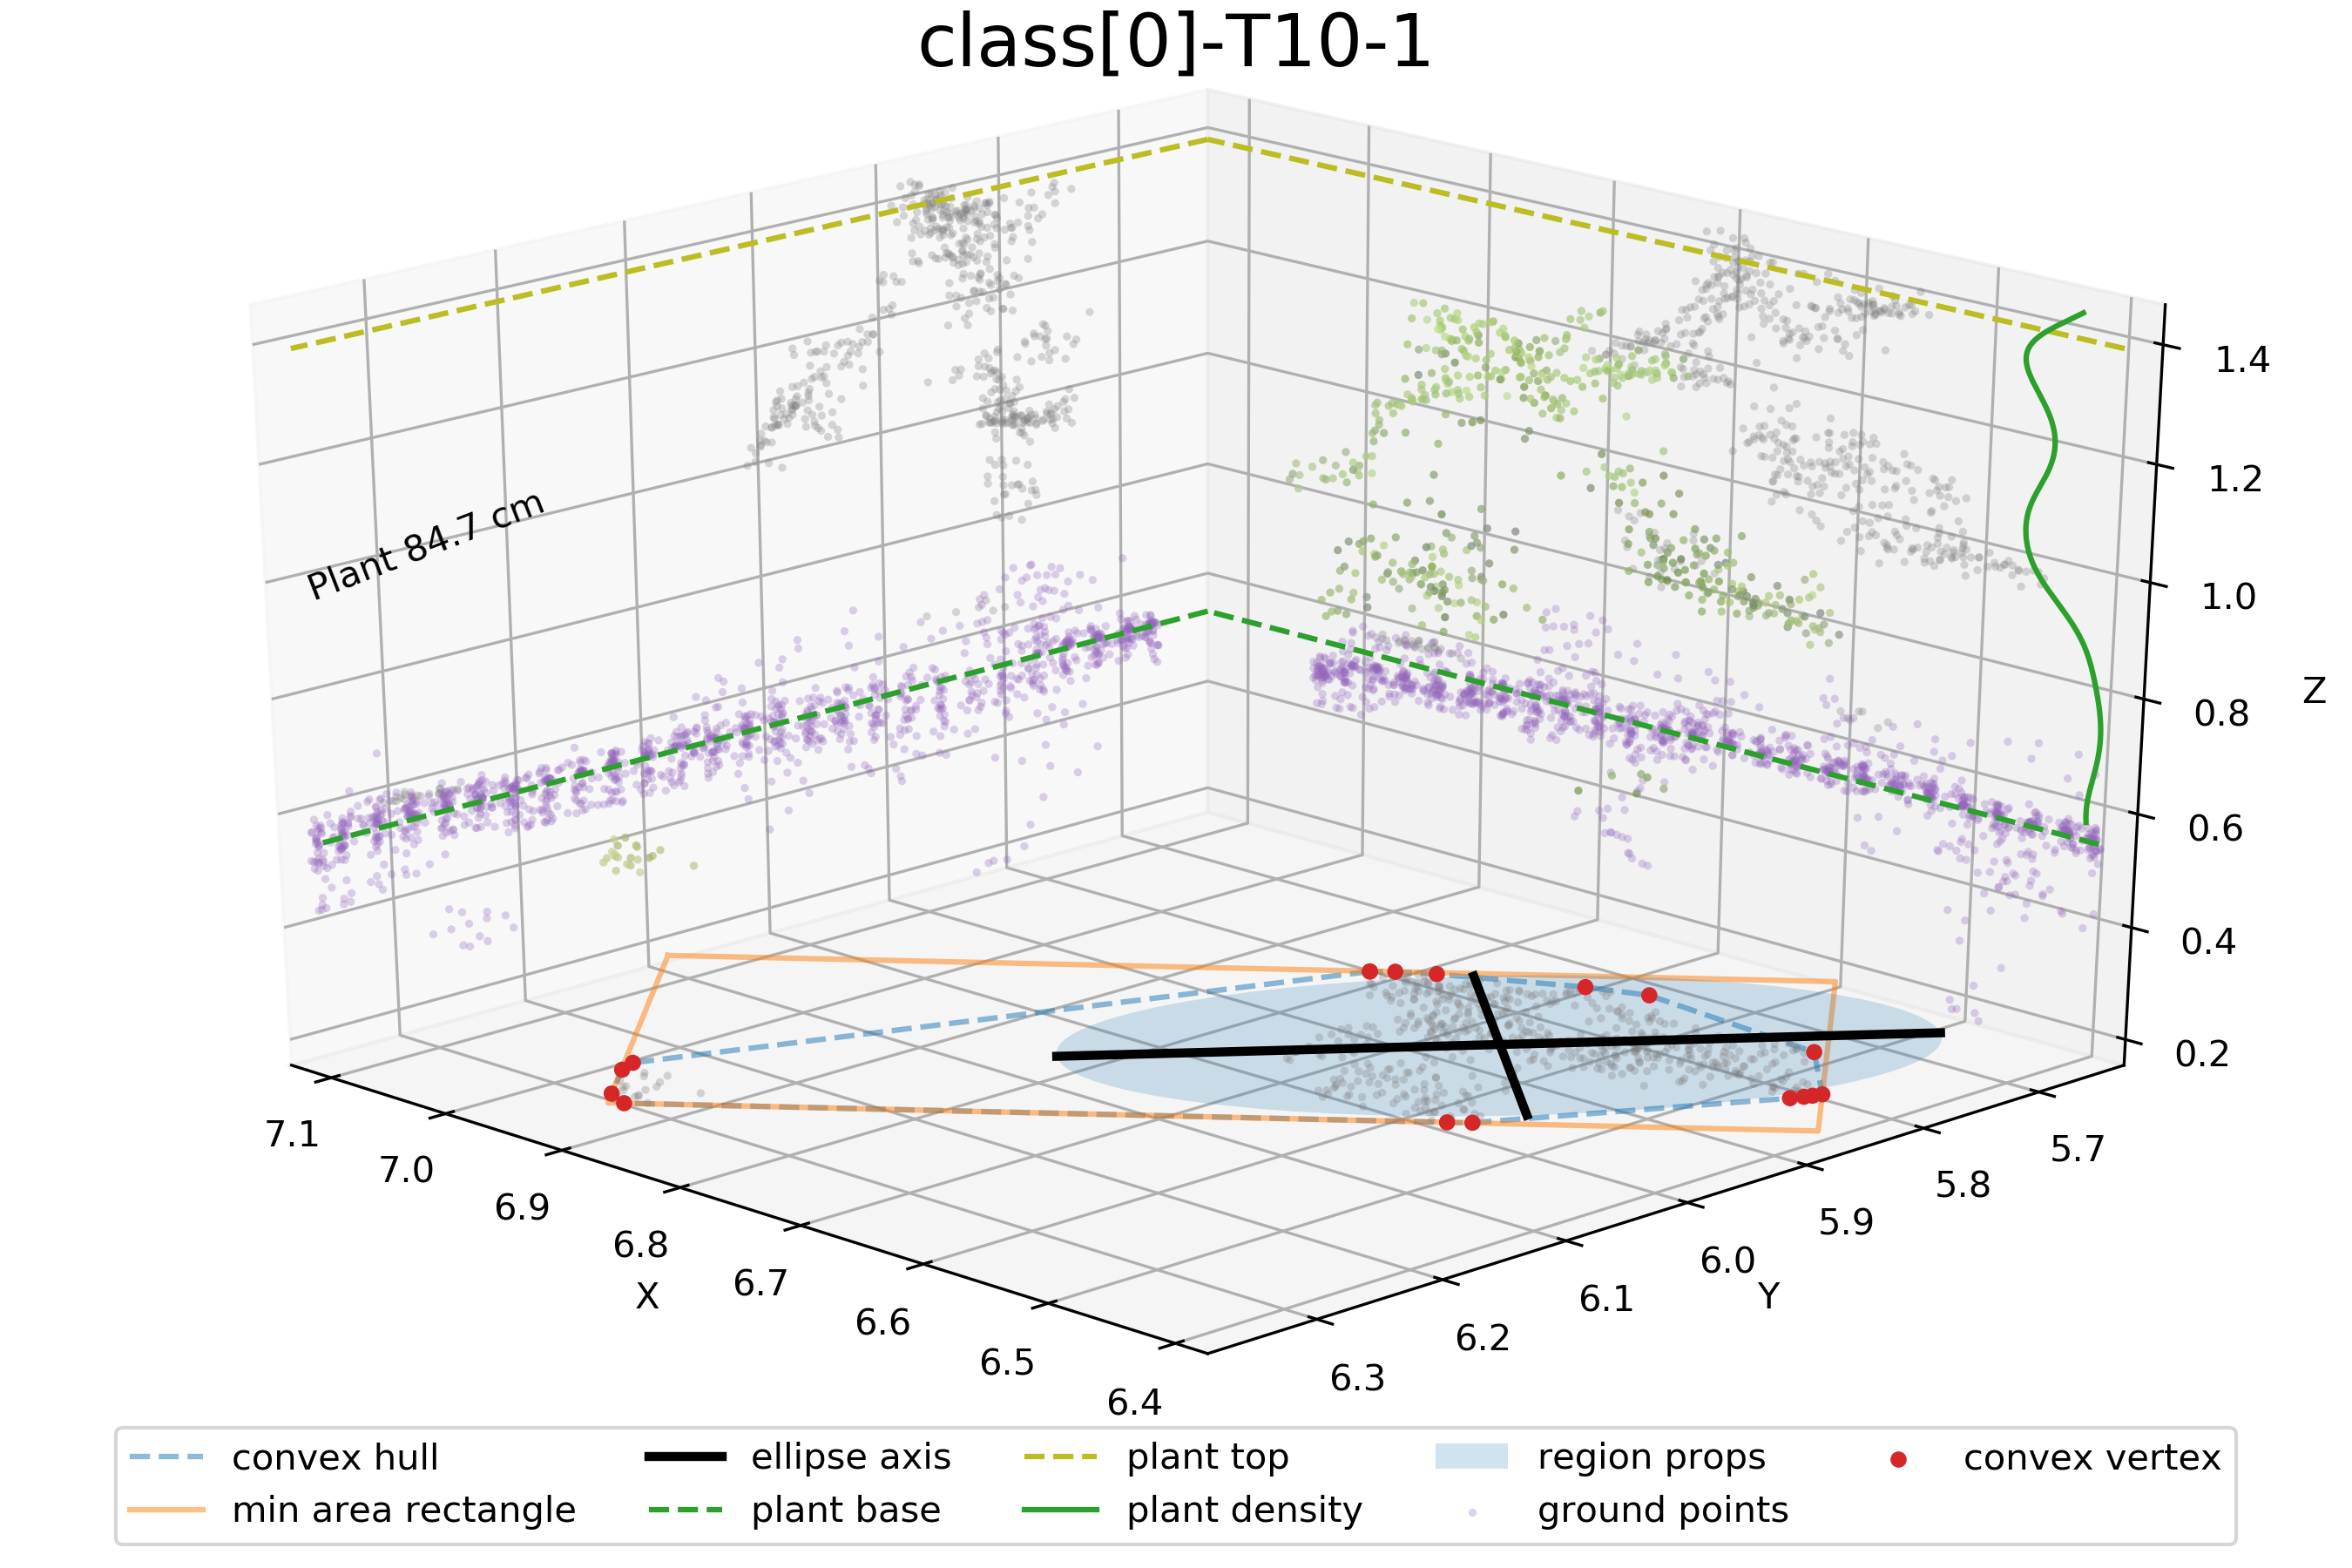 class[0]-T10-1
Plant 84.7 cm
1.4
1.2
1.0
0.8
0.6
0.4
0.2
Z
7.1
7.0
6.9
6.8
6.7
6.6
6.5
6.4
X
6.3
6.2
6.1
6.0
5.9
5.8
5.7
Y
convex hull
min area rectangle
ellipse axis
plant base
plant top
plant density
region props
ground points
convex vertex